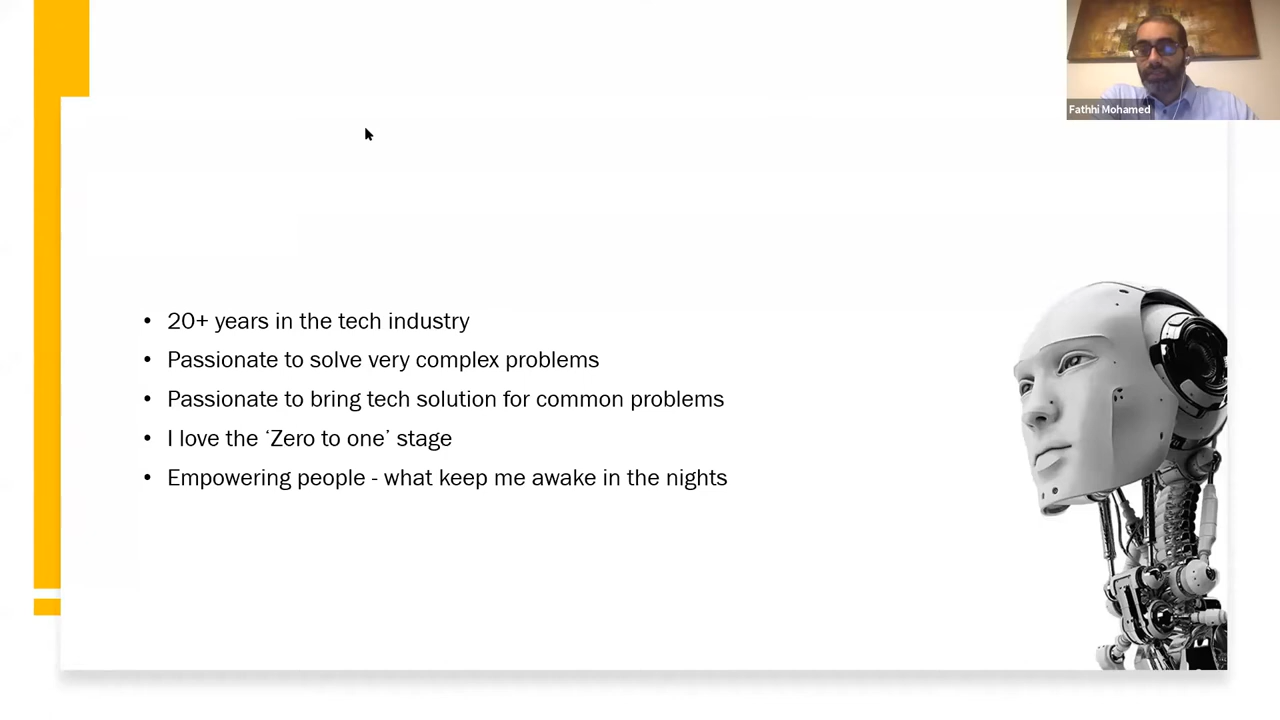 Fathhi Mohamed
• 20+ years in the tech industry
• Passionate to solve very complex problems
• Passionate to bring tech solution for common problems
• I love the ‘Zero to one’ stage
• Empowering people - what keep me awake in the nights